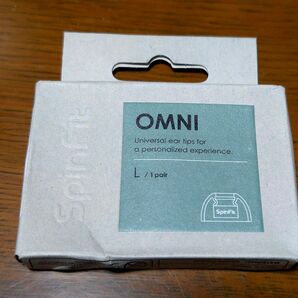 SpinFit
OMNI
Universal ear tips for
a personalized experience.
L / 1 pair
SpinFit